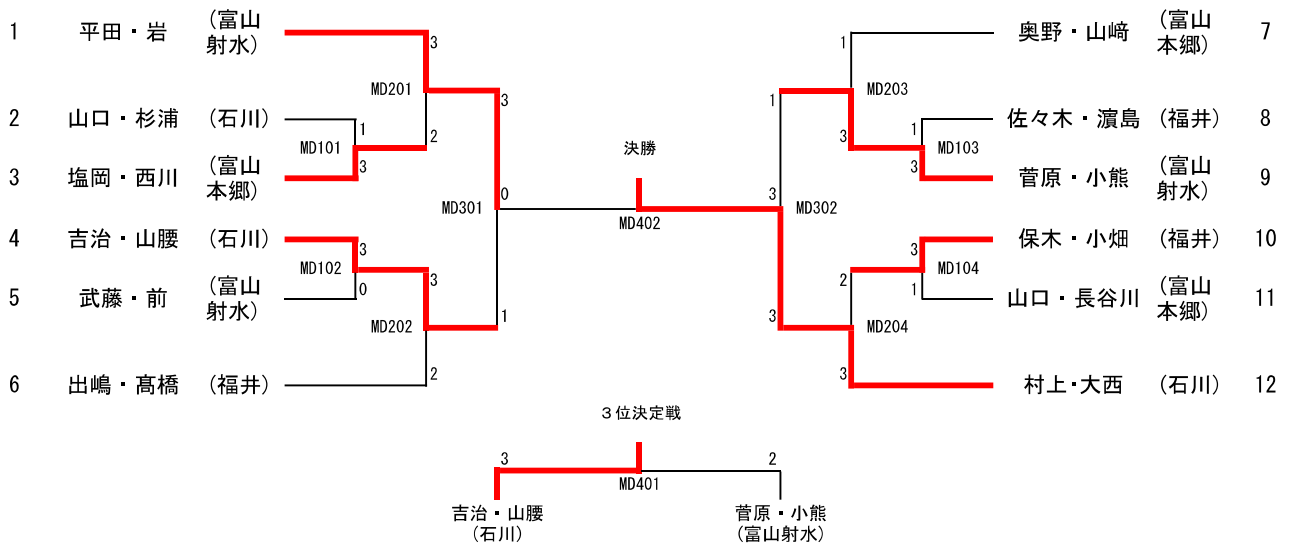 1 平田・岩 (富山射水)
2 山口・杉浦 (石川)
3 塩岡・西川 (富山本郷)
4 吉治・山腰 (石川)
5 武藤・前 (富山射水)
6 出嶋・髙橋 (福井)
3
MD201
2
1
MD101
3
3
MD102
0
3
MD202
2
3
MD301
0
1
決勝
MD402
3
1
MD302
3
1
MD203
3
1
MD103
3
3
MD104
1
2
MD204
3
奥野・山﨑 (富山本郷) 7
佐々木・濵島 (福井) 8
菅原・小熊 (富山射水) 9
保木・小畑 (福井) 10
山口・長谷川 (富山本郷) 11
村上・大西 (石川) 12
３位決定戦
3
2
MD401
吉治・山腰
(石川)
菅原・小熊
(富山射水)